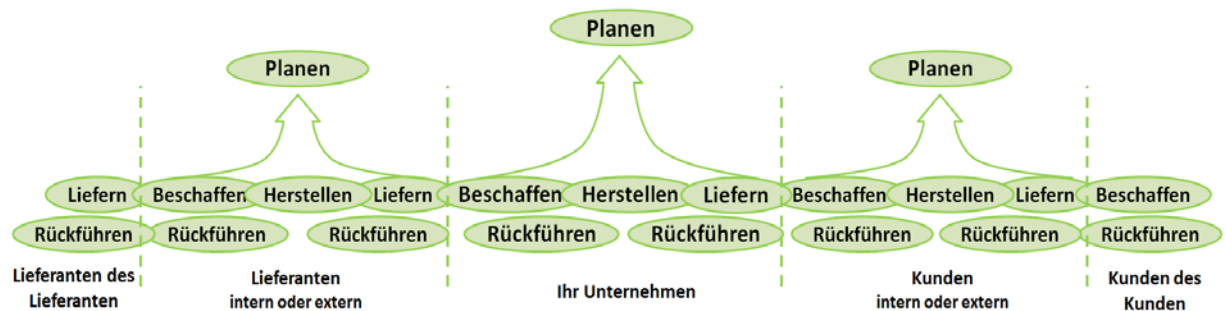 Planen
Planen
Planen
Liefern
Beschaffen
Herstellen
Liefern
Beschaffen
Herstellen
Liefern
Beschaffen
Herstellen
Liefern
Beschaffen
Rückführen
Rückführen
Rückführen
Rückführen
Rückführen
Rückführen
Rückführen
Rückführen
Lieferanten des
Lieferanten
Lieferanten
intern oder extern
Ihr Unternehmen
Kunden
intern oder extern
Kunden des
Kunden